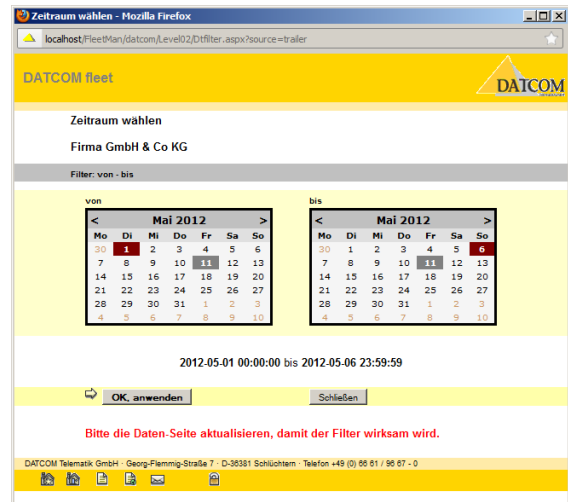 Zeitraum wählen - Mozilla Firefox
localhost/FleetMan/datcom/Level02/Dtfilter.aspx?source=trailer
DATCOM fleet
DATCOM
Zeitraum wählen
Firma GmbH & Co KG
Filter: von - bis
von
< Mai 2012 >
Mo Di Mi Do Fr Sa So
30 1 2 3 4 5 6
7 8 9 10 11 12 13
14 15 16 17 18 19 20
21 22 23 24 25 26 27
28 29 30 31 1 2 3
4 5 6 7 8 9 10
bis
< Mai 2012 >
Mo Di Mi Do Fr Sa So
30 1 2 3 4 5 6
7 8 9 10 11 12 13
14 15 16 17 18 19 20
21 22 23 24 25 26 27
28 29 30 31 1 2 3
4 5 6 7 8 9 10
2012-05-01 00:00:00 bis 2012-05-06 23:59:59
OK, anwenden
Schließen
Bitte die Daten-Seite aktualisieren, damit der Filter wirksam wird.
DATCOM Telematik GmbH · Georg-Flemmig-Straße 7 · D-36381 Schlüchtern · Telefon +49 (0) 66 61 / 96 67 - 0